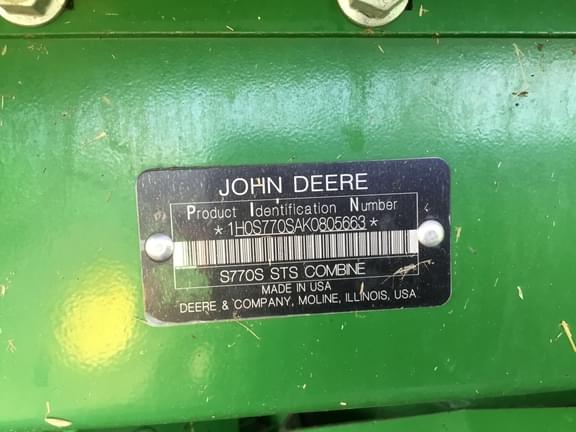 JOHN DEERE
Product Identification Number
*1H0S770SAK0805663*
S770S STS COMBINE
MADE IN USA
DEERE & COMPANY, MOLINE, ILLINOIS, USA